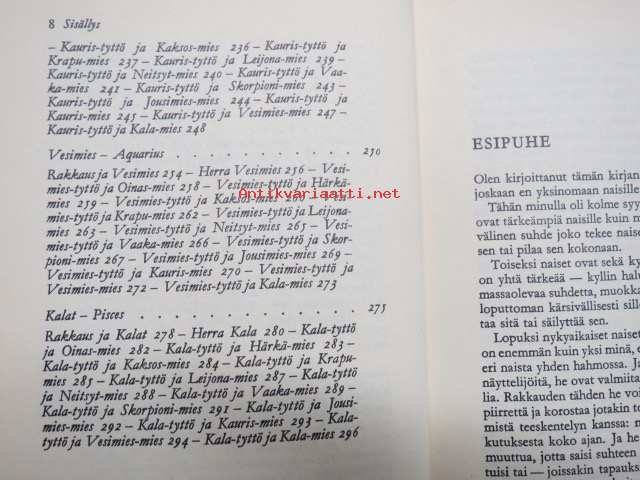 8 Sisällys
– Kauris-tyttö ja Kaksos-mies 236 – Kauris-tyttö ja
Krapu-mies 237 – Kauris-tyttö ja Leijona-mies 239 –
Kauris-tyttö ja Neitsyt-mies 240 – Kauris-tyttö ja Vaa-
ka-mies 241 – Kauris-tyttö ja Skorpioni-mies 243 –
Kauris-tyttö ja Jousimies-mies 244 – Kauris-tyttö ja
Kauris-mies 245 – Kauris-tyttö ja Vesimies-mies 247 –
Kauris-tyttö ja Kala-mies 248
Vesimies – Aquarius . . . . . . . . . . 250
Rakkaus ja Vesimies 254 – Herra Vesimies 256 – Vesi-
mies-tyttö ja Oinas-mies 258 – Vesimies-tyttö ja Härkä-
mies 259 – Vesimies-tyttö ja Kaksos-mies 260 – Vesimies-
tyttö ja Krapu-mies 262 – Vesimies-tyttö ja Leijona-
mies 263 – Vesimies-tyttö ja Neitsyt-mies 265 – Vesi-
mies-tyttö ja Vaaka-mies 266 – Vesimies-tyttö ja Skor-
pioni-mies 267 – Vesimies-tyttö ja Jousimies-mies 269 –
Vesimies-tyttö ja Kauris-mies 270 – Vesimies-tyttö ja
Vesimies-mies 272 – Vesimies-tyttö ja Kala-mies 273
Kalat – Pisces . . . . . . . . . . . . 275
Rakkaus ja Kalat 278 – Herra Kala 280 – Kala-tyttö
ja Oinas-mies 282 – Kala-tyttö ja Härkä-mies 283 –
Kala-tyttö ja Kaksos-mies 284 – Kala-tyttö ja Krapu-
mies 285 – Kala-tyttö ja Leijona-mies 287 – Kala-tyttö
ja Neitsyt-mies 288 – Kala-tyttö ja Vaaka-mies 289 –
Kala-tyttö ja Skorpioni-mies 291 – Kala-tyttö ja Jousi-
mies-mies 292 – Kala-tyttö ja Kauris-mies 293 – Kala-
tyttö ja Vesimies-mies 294 – Kala-tyttö ja Kala-mies 296
Antikvariaatti.net
ESIPUHE
Olen kirjoittanut tämän kirjan
joskaan en yksinomaan naisille
Tähän minulla oli kolme syy
ovat tärkeämpiä naisille kuin m
välinen suhde joko tekee naise
sen tai pilaa sen kokonaan.
Toiseksi naiset ovat sekä ky
on yhtä tärkeää — kyllin halu
massaolevaa suhdetta, muokka
loputtoman kärsivällisesti sill
taa sitä tai säilyttää sen.
Lopuksi nykyaikaiset naiset
on enemmän kuin yksi minä, e
eri naista yhden hahmossa. Ja
näyttelijöitä, he ovat valmiita
lia. Rakkauden tähden he voi
piirrettä ja korostaa jotakin t
mistä teeskentelyn kanssa: n
kutuksesta koko ajan. Ja he
muuttua, jotta saisi suhteen
tuisi tai — joissakin tapauks